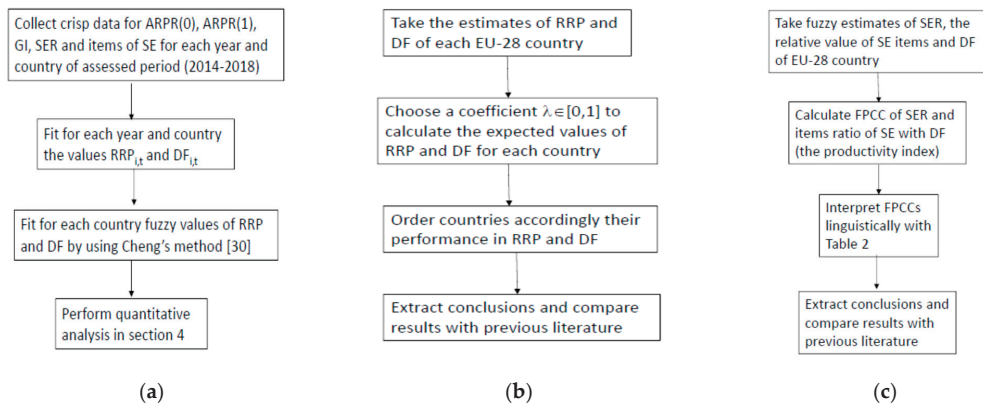 Collect crisp data for ARPR(0), ARPR(1),
GI, SER and items of SE for each year and
country of assessed period (2014-2018)
Fit for each year and country
the values RRPi,t and DFi,t
Fit for each country fuzzy values of RRP
and DF by using Cheng's method [30]
Perform quantitative
analysis in section 4
(a)
Take the estimates of RRP and
DF of each EU-28 country
Choose a coefficient λ∈[0,1] to
calculate the expected values of
RRP and DF for each country
Order countries accordingly their
performance in RRP and DF
Extract conclusions and compare
results with previous literature
(b)
Take fuzzy estimates of SER, the
relative value of SE items and DF
of EU-28 country
Calculate FPCC of SER and
items ratio of SE with DF
(the productivity index)
Interpret FPCCs
linguistically with
Table 2
Extract conclusions and
compare results with
previous literature
(c)